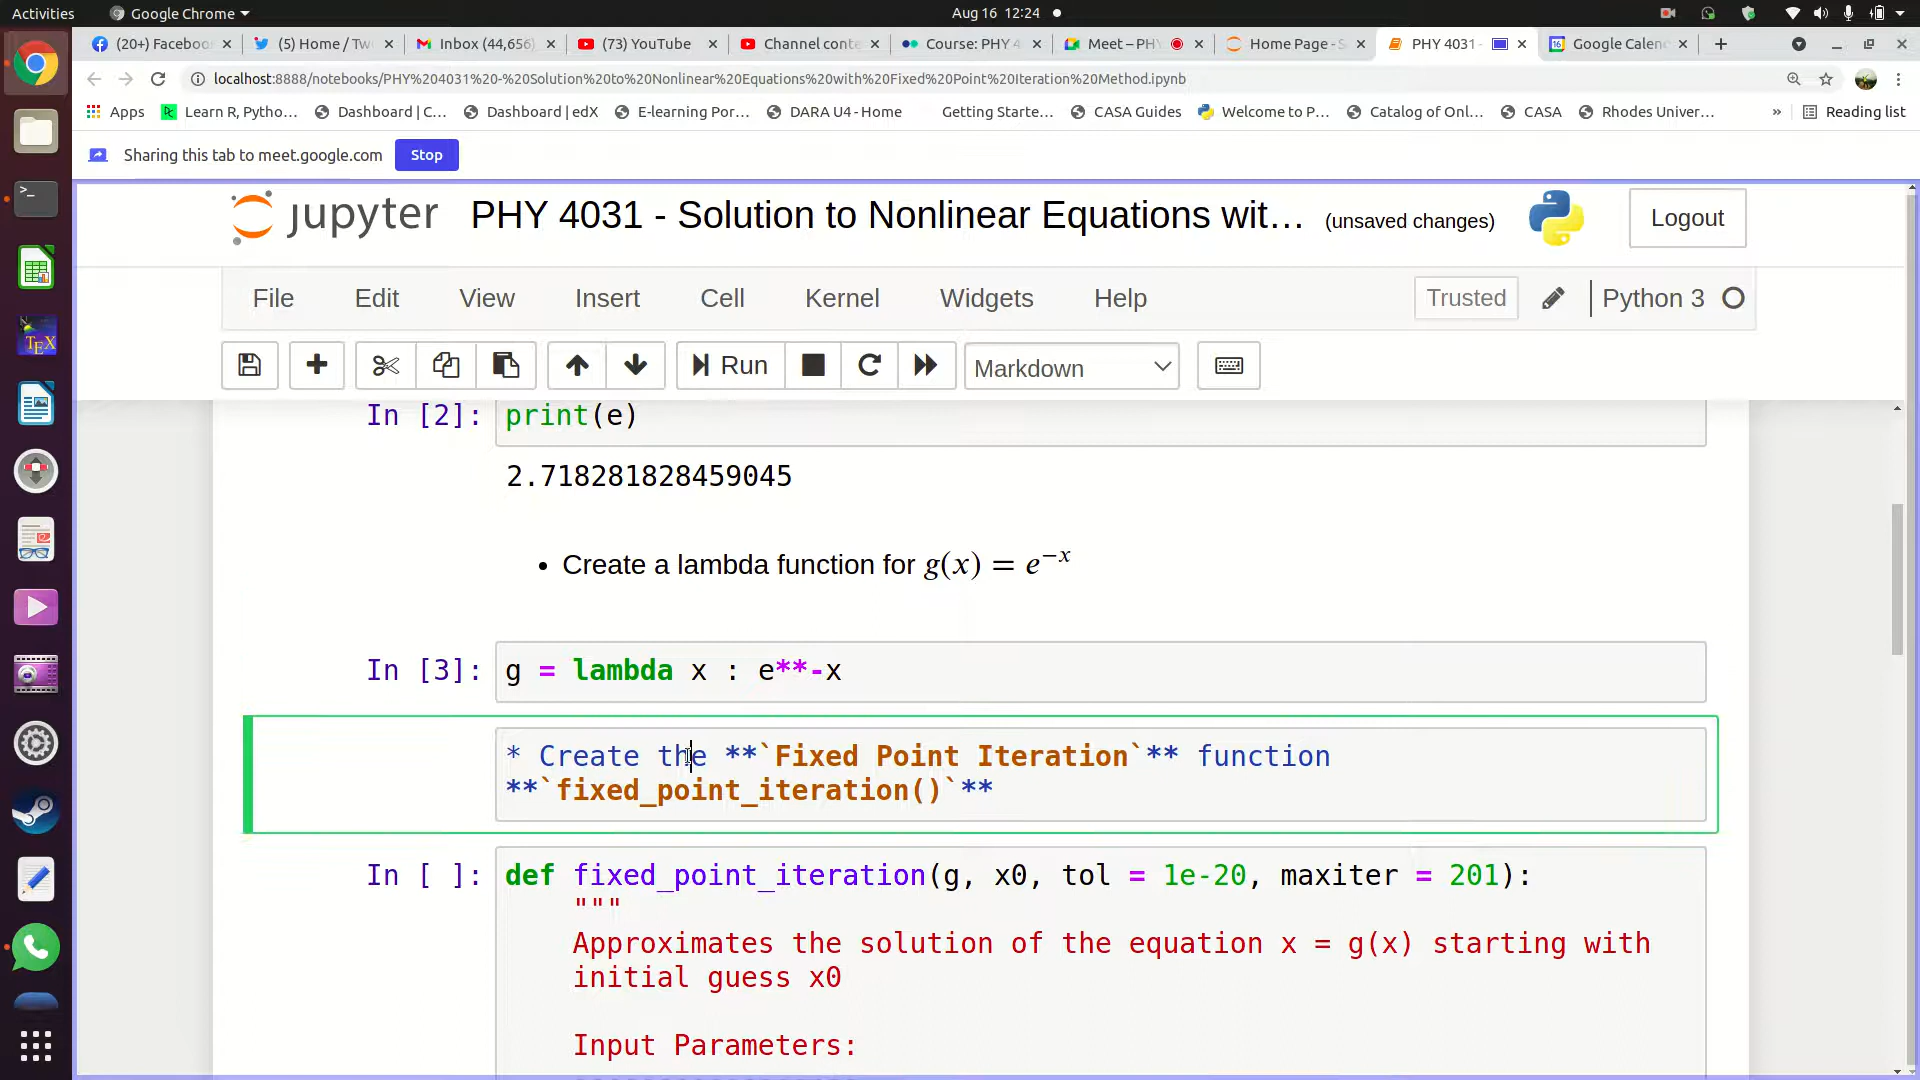 Activities Google Chrome Aug 16 12:24
(20+) Faceboo (5) Home / Tw Inbox (44,656) (73) YouTube Channel conte Course: PHY 4 Meet – PHY Home Page - S PHY 4031 Google Calen
localhost:8888/notebooks/PHY%204031%20-%20Solution%20to%20Nonlinear%20Equations%20with%20Fixed%20Point%20Iteration%20Method.ipynb
Apps Learn R, Pytho... Dashboard | C... Dashboard | edX E-learning Por... DARA U4 - Home Getting Starte... CASA Guides Welcome to P... Catalog of Onl... CASA Rhodes Univer... » Reading list
Sharing this tab to meet.google.com Stop
jupyter PHY 4031 - Solution to Nonlinear Equations wit... (unsaved changes) Logout
File Edit View Insert Cell Kernel Widgets Help Trusted Python 3
Run Markdown
In [2]: print(e)
2.718281828459045
• Create a lambda function for g(x) = e^{−x}
In [3]: g = lambda x : e**-x
* Create the **`Fixed Point Iteration`** function
**`fixed_point_iteration()`**
In [ ]: def fixed_point_iteration(g, x0, tol = 1e-20, maxiter = 201):
"""
Approximates the solution of the equation x = g(x) starting with
initial guess x0
Input Parameters: